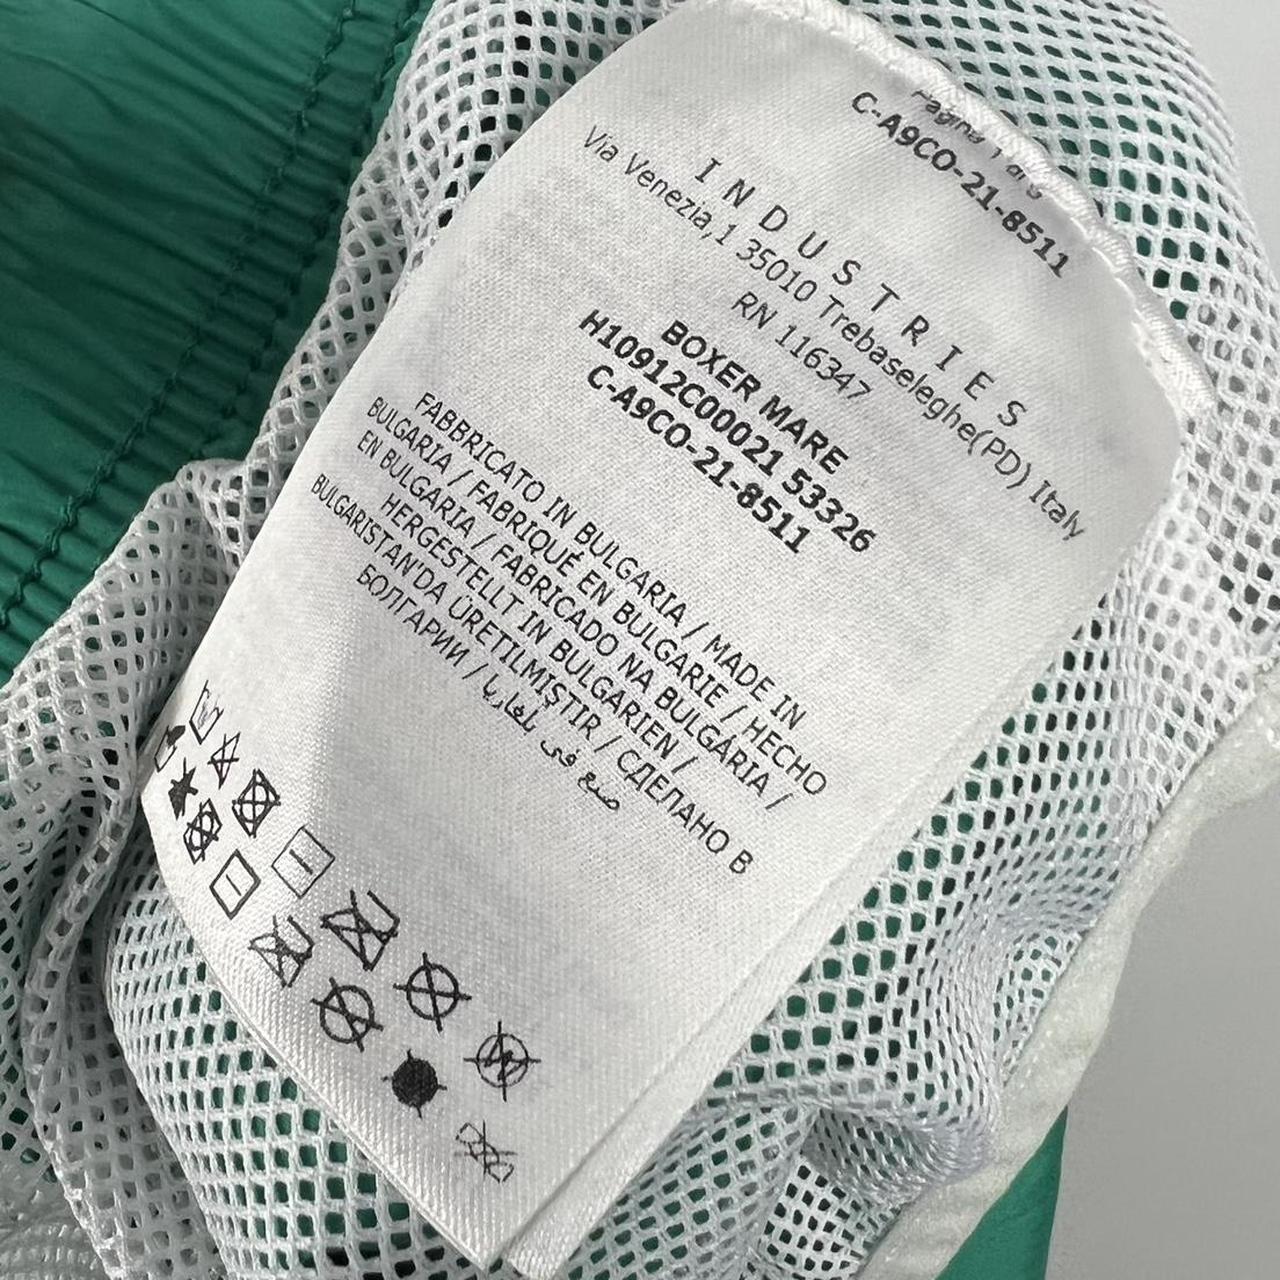 C-A9CO-21-8511
INDUSTRIES
Via Venezia,1 35010 Trebaseleghe(PD) Italy
RN 116347
BOXER MARE
H10912C00021 53326
C-A9CO-21-8511
FABBRICATO IN BULGARIA / MADE IN
BULGARIA / FABRIQUÉ EN BULGARIE / HECHO
EN BULGARIA / FABRICADO NA BULGÁRIA /
HERGESTELLT IN BULGARIEN /
BULGARISTAN'DA ÜRETILMIŞTIR / СДЕЛАНО В
БОЛГАРИИ / صنع في بلغاريا